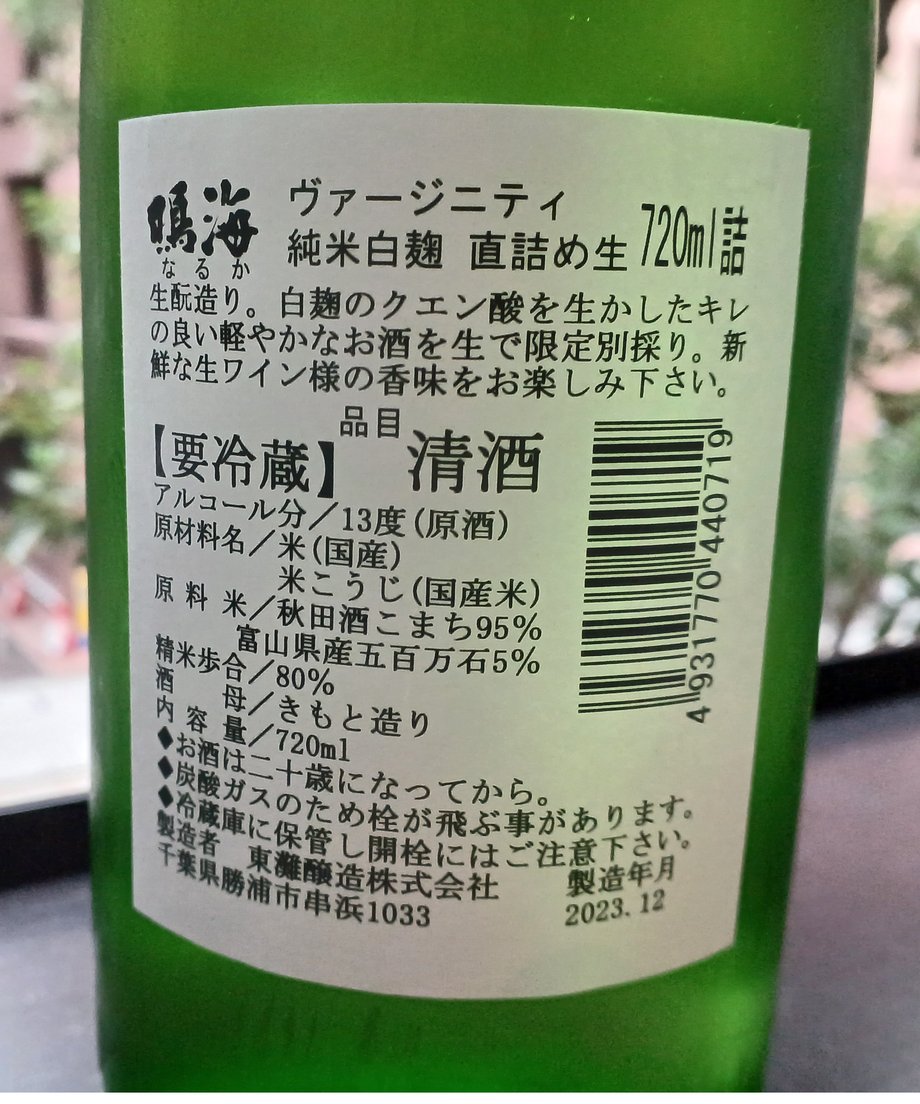 鳴海
なるか
ヴァージニティ
純米白麹 直詰め生 720ml詰
生酛造り。白麹のクエン酸を生かしたキレ
の良い軽やかなお酒を生で限定別採り。新
鮮な生ワイン様の香味をお楽しみ下さい。
【要冷蔵】 品目 清酒
アルコール分/13度(原酒)
原材料名/米(国産)
米こうじ(国産米)
原料米/秋田酒こまち95%
富山県産五百万石5%
精米歩合/80%
酒母/きもと造り
内容量/720ml
◆お酒は二十歳になってから。
◆炭酸ガスのため栓が飛ぶ事があります。
◆冷蔵庫に保管し開栓にはご注意下さい。
製造者 東灘醸造株式会社 製造年月
千葉県勝浦市串浜1033 2023.12
4 931770 440719